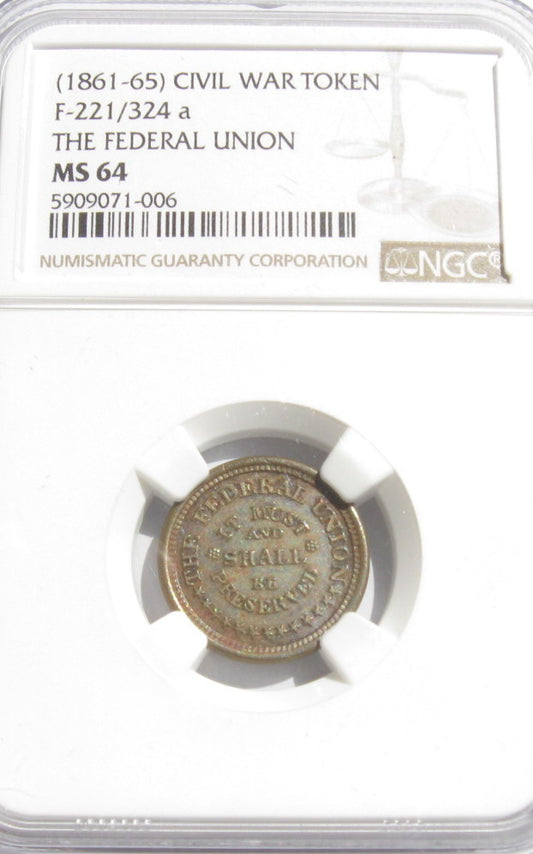 (1861-65) CIVIL WAR TOKEN
F-221/324 a
THE FEDERAL UNION
MS 64
5909071-006
NUMISMATIC GUARANTY CORPORATION
NGC®
THE FEDERAL UNION
IT MUST
AND
SHALL
BE
PRESERVED